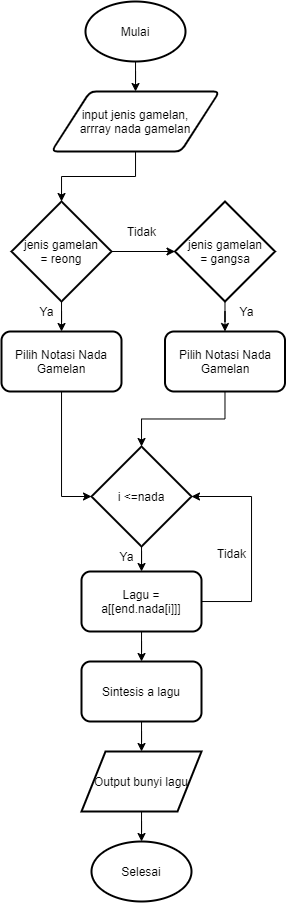 Mulai
input jenis gamelan,
arrray nada gamelan
jenis gamelan
= reong
Tidak
jenis gamelan
= gangsa
Ya
Ya
Pilih Notasi Nada
Gamelan
Pilih Notasi Nada
Gamelan
i <=nada
Ya
Tidak
Lagu =
a[[end.nada[i]]]
Sintesis a lagu
Output bunyi lagu
Selesai